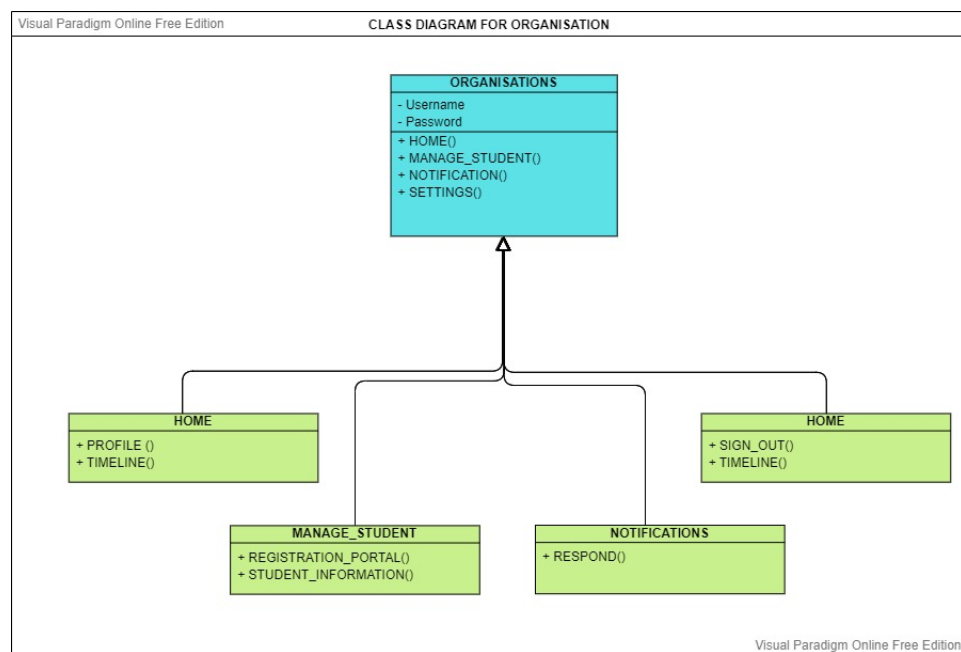 Visual Paradigm Online Free Edition
CLASS DIAGRAM FOR ORGANISATION
ORGANISATIONS
- Username
- Password
+ HOME()
+ MANAGE_STUDENT()
+ NOTIFICATION()
+ SETTINGS()
HOME
+ PROFILE ()
+ TIMELINE()
HOME
+ SIGN_OUT()
+ TIMELINE()
MANAGE_STUDENT
+ REGISTRATION_PORTAL()
+ STUDENT_INFORMATION()
NOTIFICATIONS
+ RESPOND()
Visual Paradigm Online Free Edition